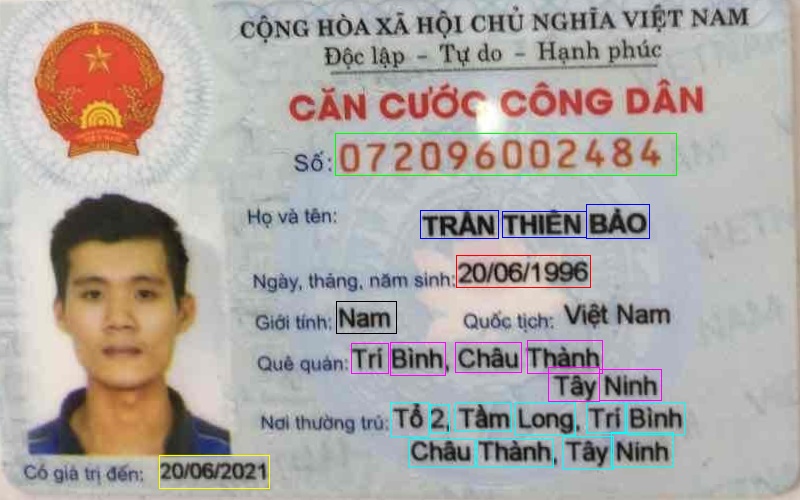 CỘNG HÒA XÃ HỘI CHỦ NGHĨA VIỆT NAM
Độc lập - Tự do - Hạnh phúc
CĂN CƯỚC CÔNG DÂN
Số: 072096002484
Họ và tên: TRẦN THIÊN BẢO
Ngày, tháng, năm sinh: 20/06/1996
Giới tính: Nam Quốc tịch: Việt Nam
Quê quán: Trí Bình, Châu Thành
Tây Ninh
Nơi thường trú: Tổ 2, Tầm Long, Trí Bình
Châu Thành, Tây Ninh
Có giá trị đến: 20/06/2021